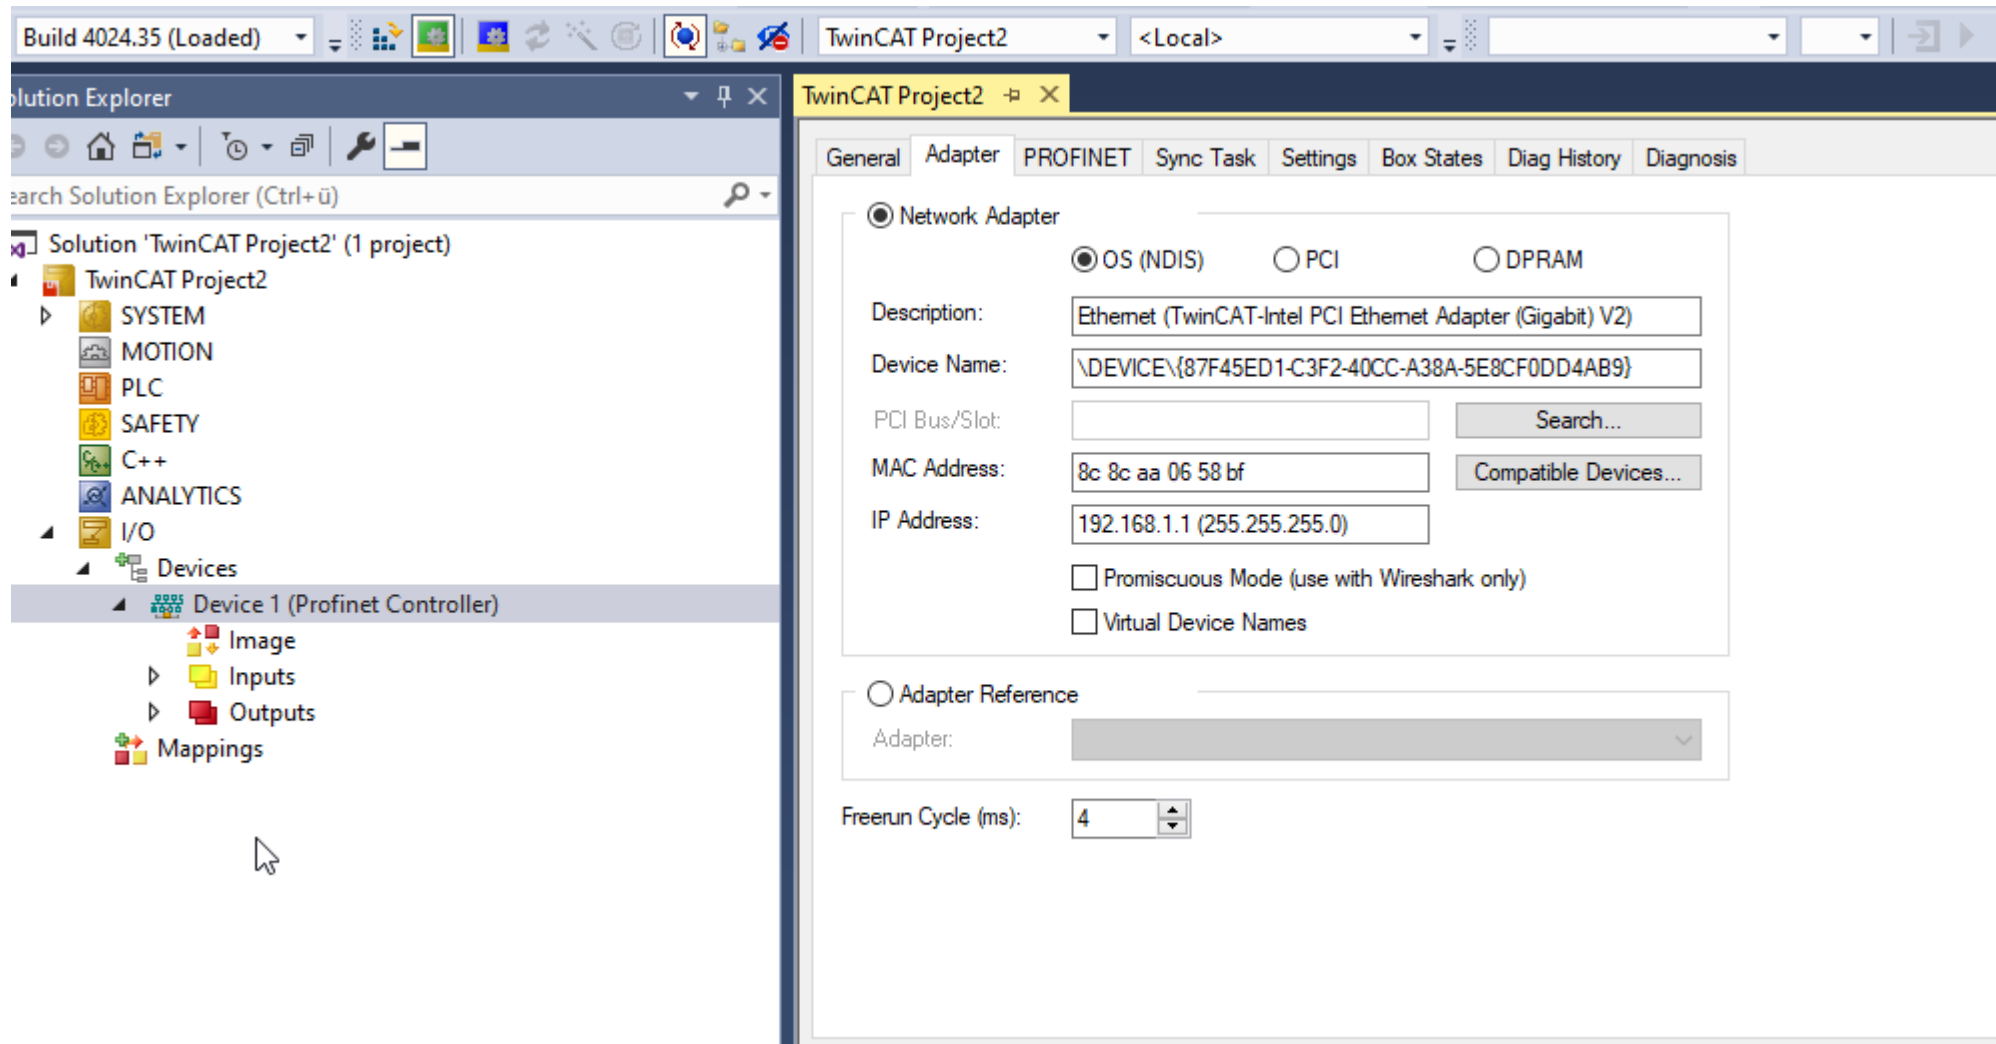 Build 4024.35 (Loaded)
TwinCAT Project2
<Local>
olution Explorer
earch Solution Explorer (Ctrl+ü)
Solution 'TwinCAT Project2' (1 project)
TwinCAT Project2
SYSTEM
MOTION
PLC
SAFETY
C++
ANALYTICS
I/O
Devices
Device 1 (Profinet Controller)
Image
Inputs
Outputs
Mappings
TwinCAT Project2
General Adapter PROFINET Sync Task Settings Box States Diag History Diagnosis
Network Adapter
OS (NDIS) PCI DPRAM
Description: Ethernet (TwinCAT-Intel PCI Ethernet Adapter (Gigabit) V2)
Device Name: \DEVICE\{87F45ED1-C3F2-40CC-A38A-5E8CF0DD4AB9}
PCI Bus/Slot: Search...
MAC Address: 8c 8c aa 06 58 bf Compatible Devices...
IP Address: 192.168.1.1 (255.255.255.0)
Promiscuous Mode (use with Wireshark only)
Virtual Device Names
Adapter Reference
Adapter:
Freerun Cycle (ms): 4